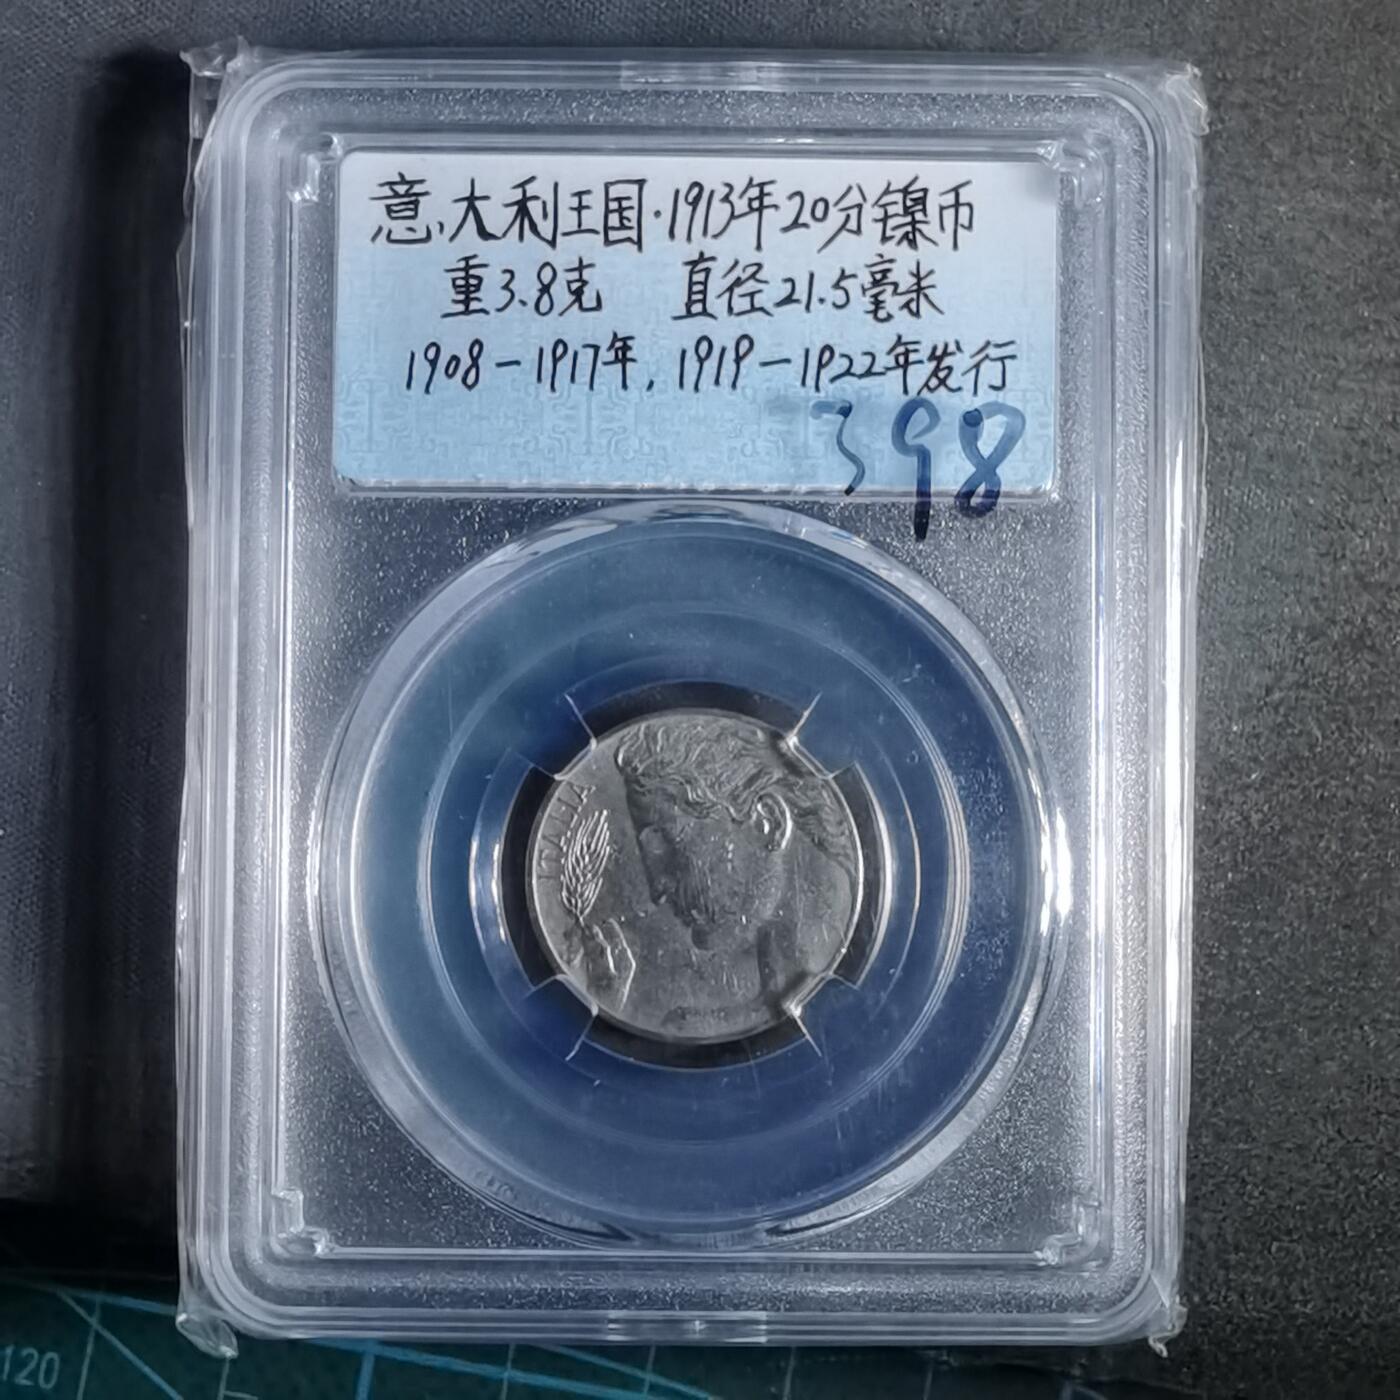 意大利王国·1913年20分镍币
重3.8克 直径21.5毫米
1908-1917年,1919-1922年发行
398
ITALIA
120